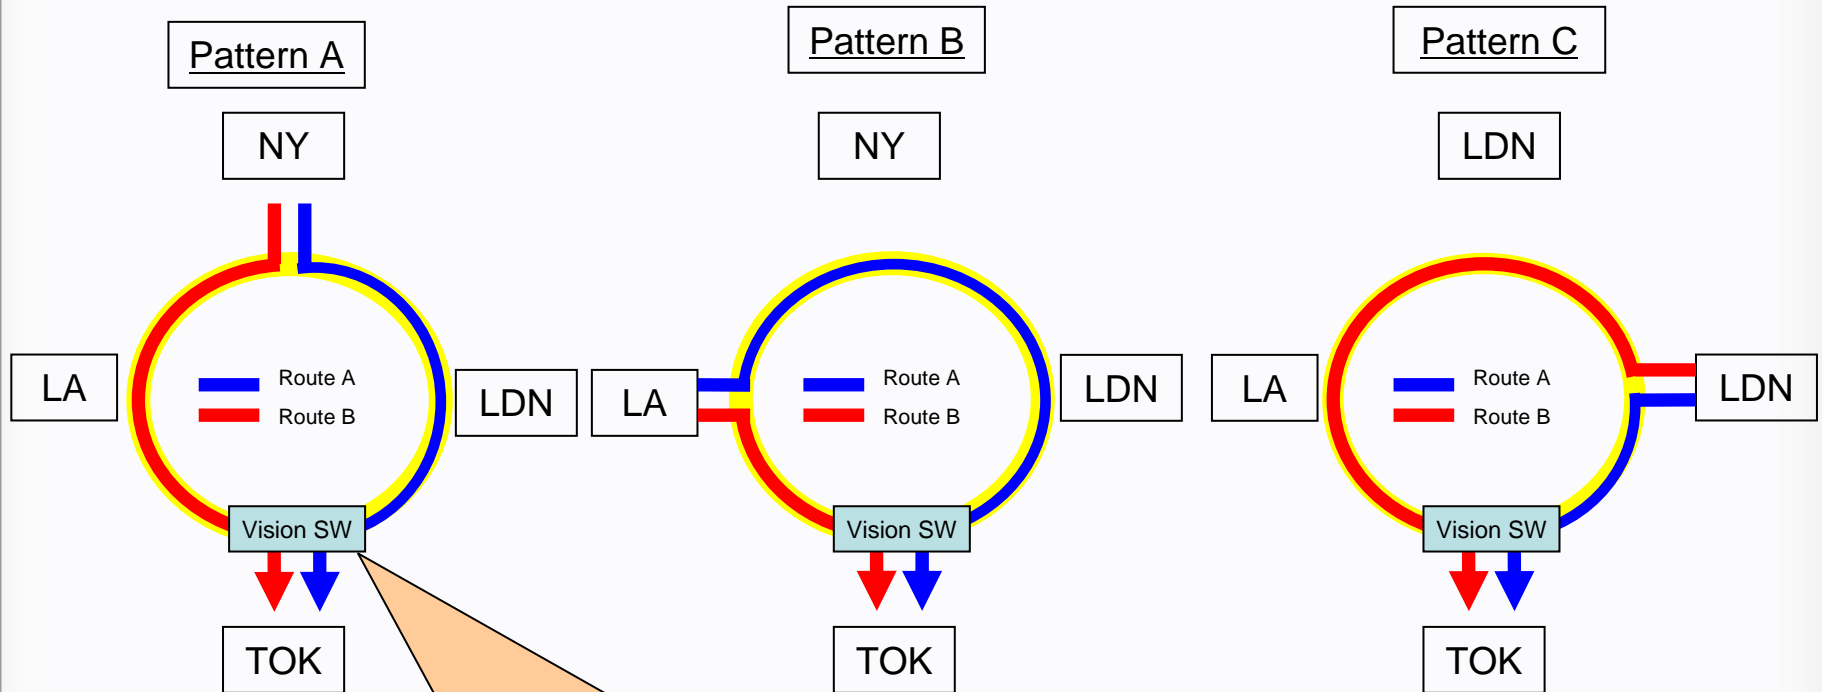 Pattern A
NY
LA
Route A
Route B
LDN
Vision SW
TOK
Pattern B
NY
LA
Route A
Route B
LDN
Vision SW
TOK
Pattern C
LDN
LA
Route A
Route B
LDN
Vision SW
TOK